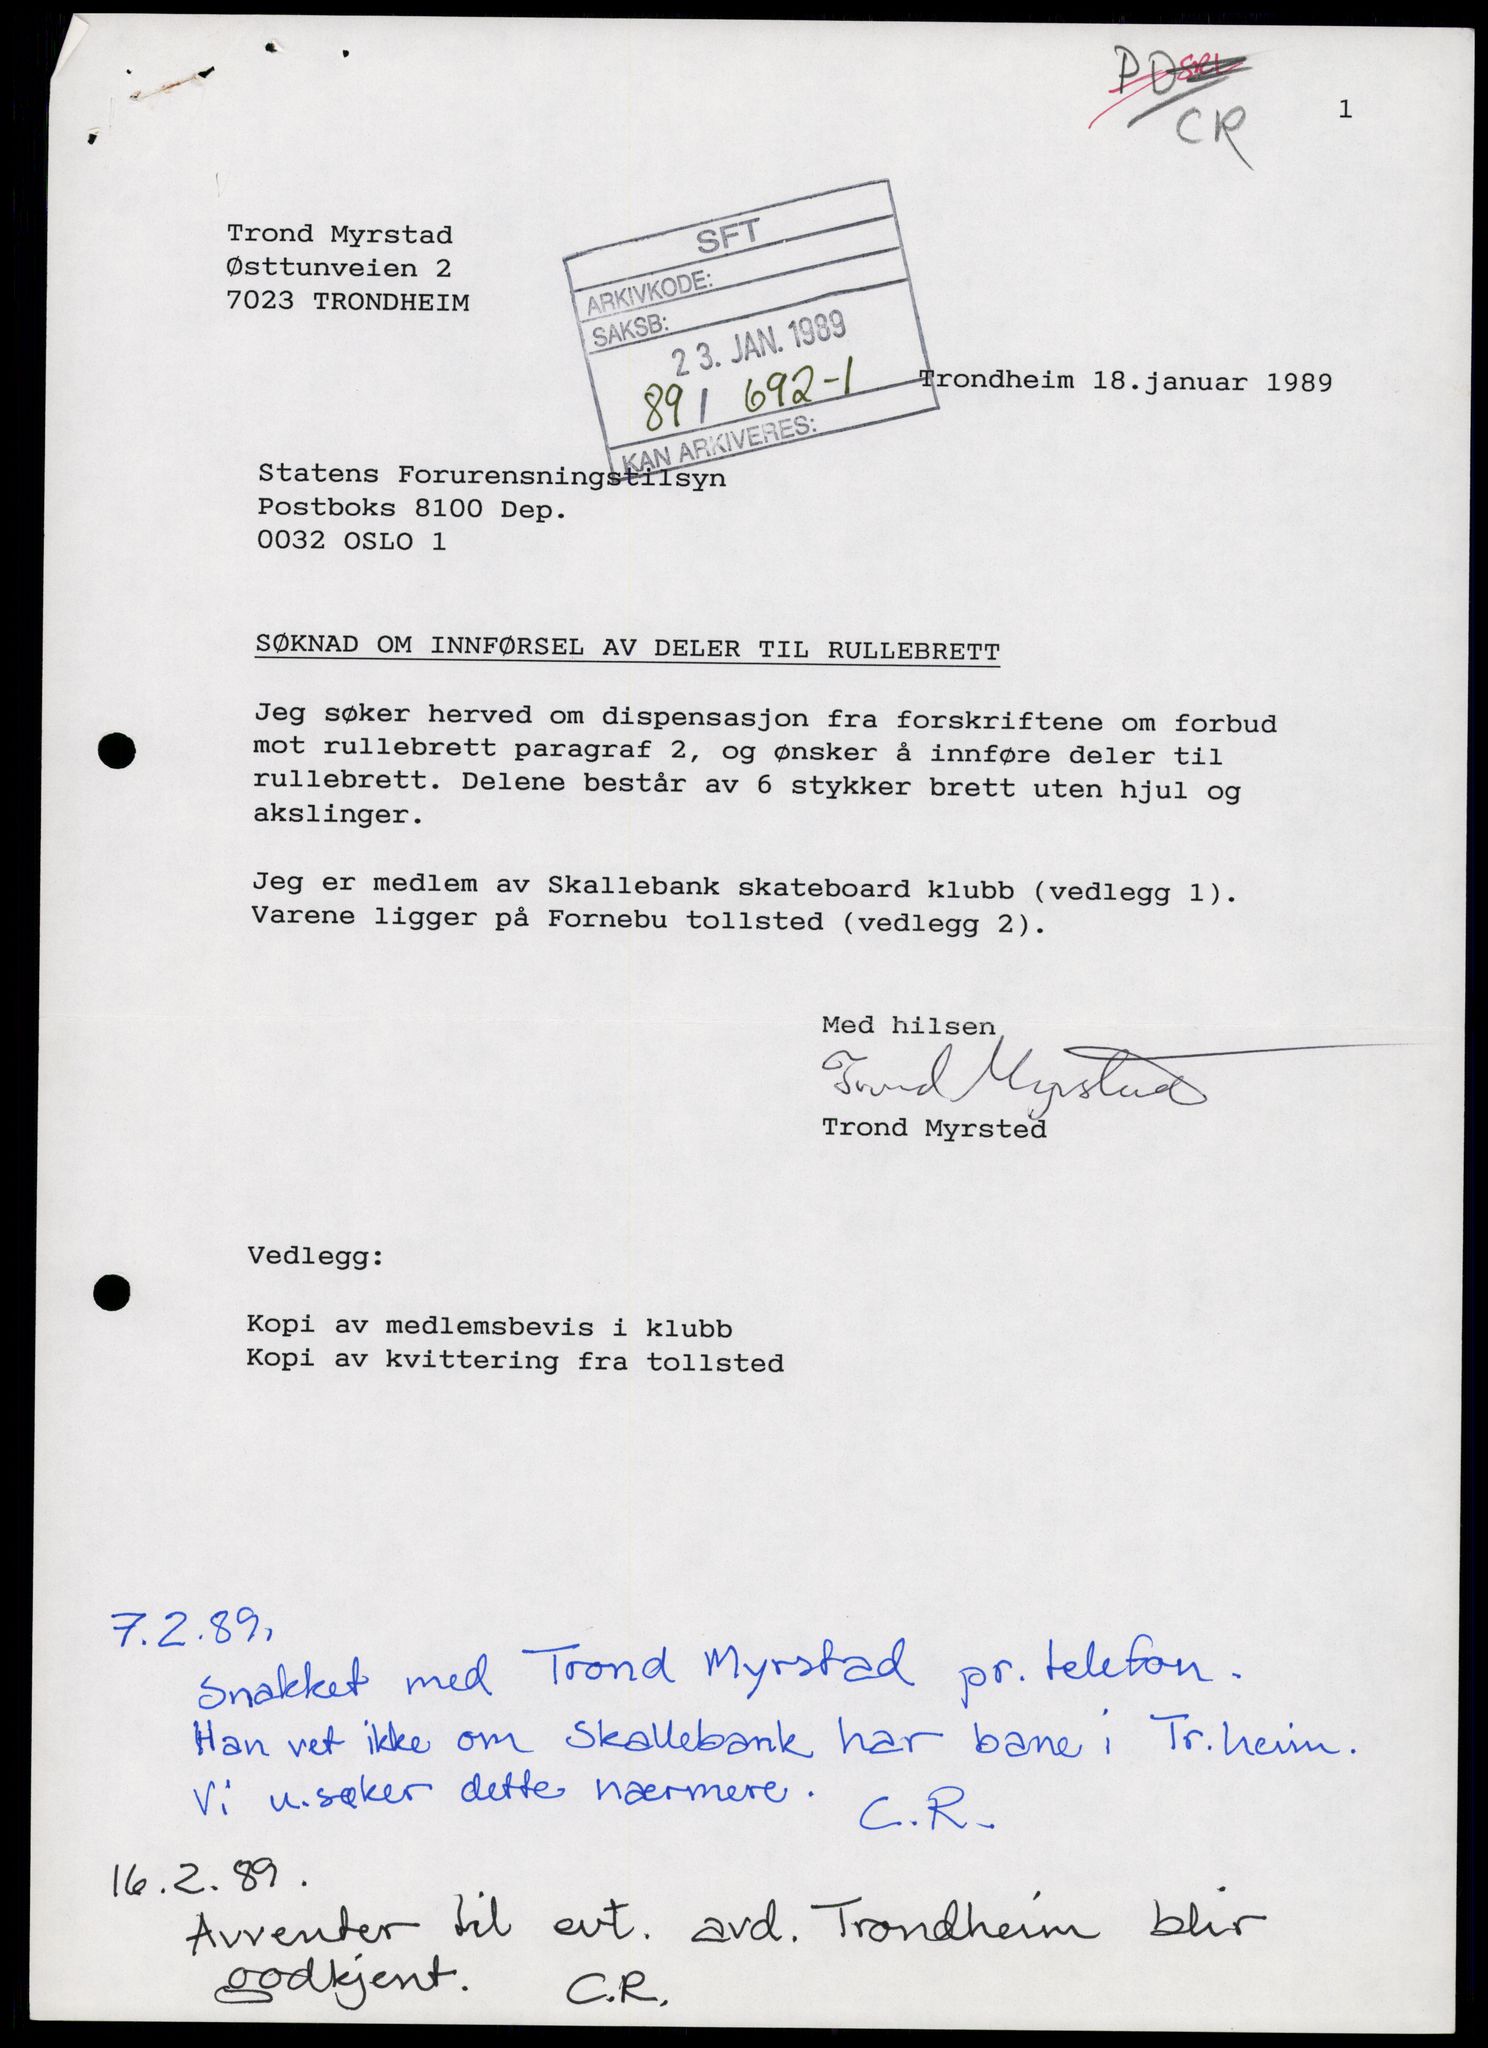 PD SRL
CR
1
Trond Myrstad
Østtunveien 2
7023 TRONDHEIM
SFT
ARKIVKODE:
SAKSB:
23. JAN. 1989
89/ 692-1
KAN ARKIVERES:
Trondheim 18.januar 1989
Statens Forurensningstilsyn
Postboks 8100 Dep.
0032 OSLO 1
SØKNAD OM INNFØRSEL AV DELER TIL RULLEBRETT
Jeg søker herved om dispensasjon fra forskriftene om forbud
mot rullebrett paragraf 2, og ønsker å innføre deler til
rullebrett. Delene består av 6 stykker brett uten hjul og
akslinger.
Jeg er medlem av Skallebank skateboard klubb (vedlegg 1).
Varene ligger på Fornebu tollsted (vedlegg 2).
Med hilsen
Trond Myrstad
Trond Myrsted
Vedlegg:
Kopi av medlemsbevis i klubb
Kopi av kvittering fra tollsted
7.2.89.
Snakket med Trond Myrstad pr. telefon.
Han vet ikke om Skallebank har bane i Tr.heim.
Vi u.søker dette nærmere. C.R.
16.2.89.
Avventer til evt. avd. Trondheim blir
godkjent. C.R.